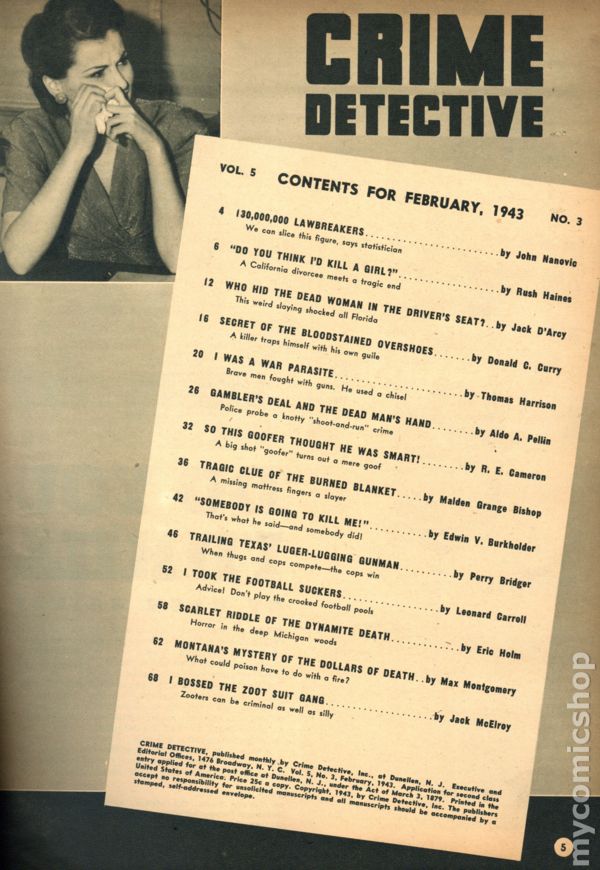 CRIME
DETECTIVE
VOL. 5 CONTENTS FOR FEBRUARY, 1943 NO. 3
4 130,000,000 LAWBREAKERS........................by John Nanovic
We can slice this figure, says statistician
6 "DO YOU THINK I'D KILL A GIRL?"..................by Rush Haines
A California divorcee meets a tragic end
12 WHO HID THE DEAD WOMAN IN THE DRIVER'S SEAT?..by Jack D'Arcy
This weird slaying shocked all Florida
16 SECRET OF THE BLOODSTAINED OVERSHOES.......by Donald C. Curry
A killer traps himself with his own guile
20 I WAS A WAR PARASITE.........................by Thomas Harrison
Brave men fought with guns. He used a chisel
26 GAMBLER'S DEAL AND THE DEAD MAN'S HAND........by Aldo A. Pellin
Police probe a knotty "shoot-and-run" crime
32 SO THIS GOOFER THOUGHT HE WAS SMART!........by R. E. Cameron
A big shot "goofer" turns out a mere goof
36 TRAGIC CLUE OF THE BURNED BLANKET.....by Malden Grange Bishop
A missing mattress fingers a slayer
42 "SOMEBODY IS GOING TO KILL ME!"...........by Edwin V. Burkholder
That's what he said—and somebody did!
46 TRAILING TEXAS' LUGER-LUGGING GUNMAN..........by Perry Bridger
When thugs and cops compete—the cops win
52 I TOOK THE FOOTBALL SUCKERS...................by Leonard Carroll
Advice! Don't play the crooked football pools
58 SCARLET RIDDLE OF THE DYNAMITE DEATH.............by Eric Holm
Horror in the deep Michigan woods
62 MONTANA'S MYSTERY OF THE DOLLARS OF DEATH..by Max Montgomery
What could poison have to do with a fire?
68 I BOSSED THE ZOOT SUIT GANG......................by Jack McElroy
Zooters can be criminal as well as silly
CRIME DETECTIVE, published monthly by Crime Detective, Inc., at Dunellen, N. J. Executive and
Editorial Offices, 1476 Broadway, N. Y. C. Vol. 5, No. 3, February, 1943. Application for second class
entry applied for at the post office at Dunellen, N. J., under the Act of March 3, 1879. Printed in the
United States of America. Price 25c a copy. Copyright, 1943, by Crime Detective, Inc. The publishers
accept no responsibility for unsolicited manuscripts and all manuscripts should be accompanied by a
stamped, self-addressed envelope.
5
mycomicshop